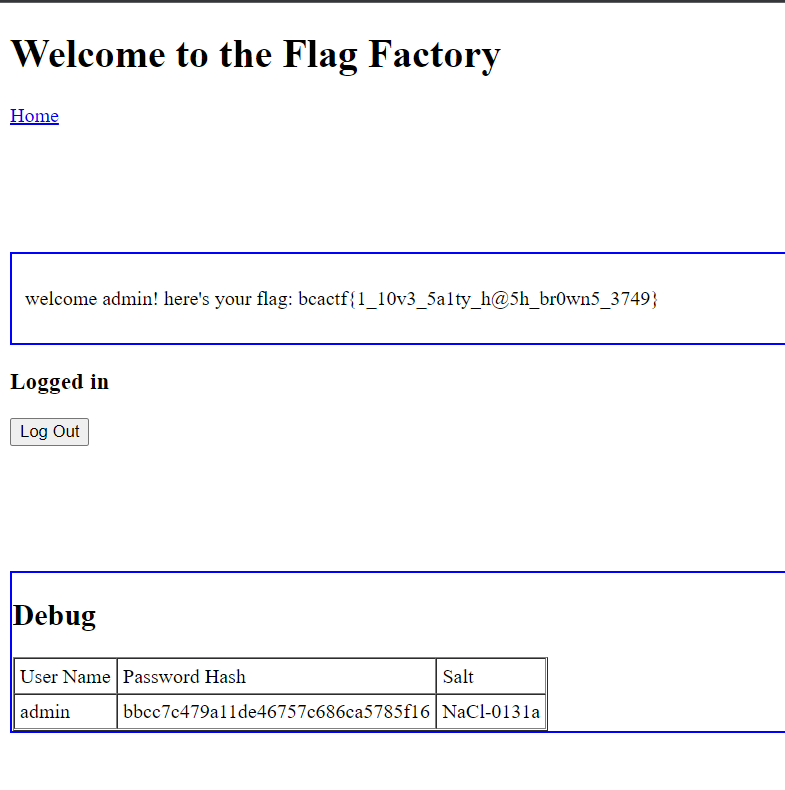 Welcome to the Flag Factory
Home
welcome admin! here's your flag: bcactf{1_10v3_5a1ty_h@5h_br0wn5_3749}
Logged in
Log Out
Debug
User Name Password Hash Salt
admin bbcc7c479a11de46757c686ca5785f16 NaCl-0131a